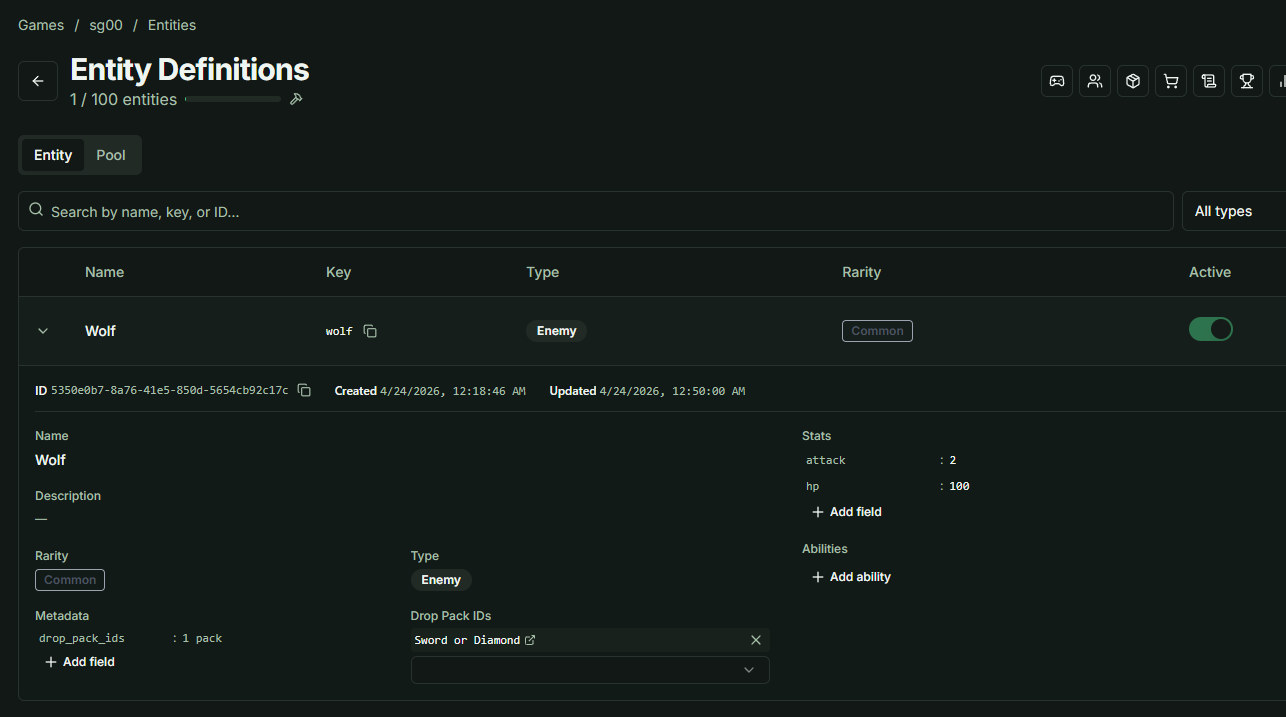 Games / sg00 / Entities
Entity Definitions
1 / 100 entities
Entity Pool
Search by name, key, or ID...
All types
Name Key Type Rarity Active
Wolf wolf Enemy Common
ID 5350e0b7-8a76-41e5-850d-5654cb92c17c Created 4/24/2026, 12:18:46 AM Updated 4/24/2026, 12:50:00 AM
Name
Wolf
Description
—
Rarity
Common
Type
Enemy
Metadata
drop_pack_ids : 1 pack
+ Add field
Drop Pack IDs
Sword or Diamond
Stats
attack : 2
hp : 100
+ Add field
Abilities
+ Add ability